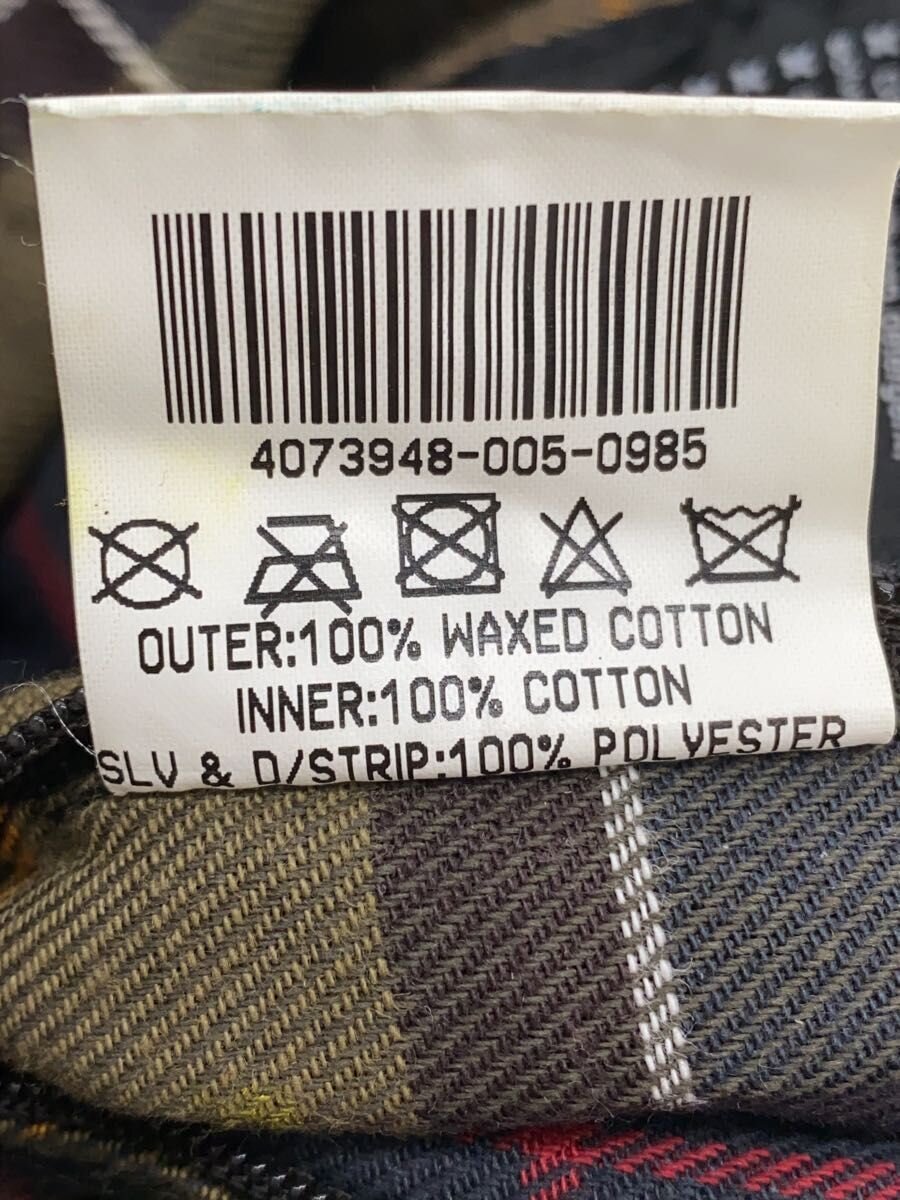 4073948-005-0985
OUTER:100% WAXED COTTON
INNER:100% COTTON
SLV & D/STRIP:100% POLYESTER